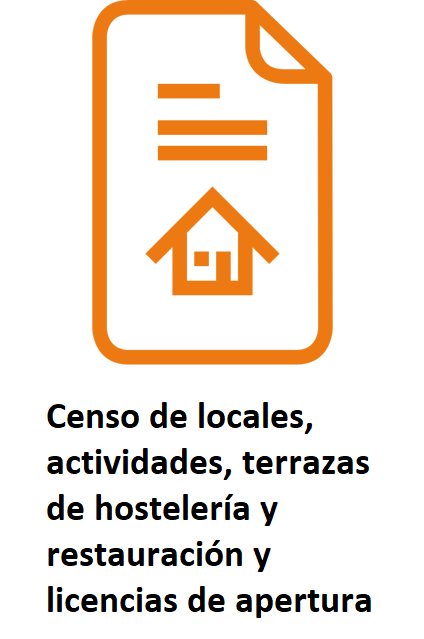 Censo de locales,
actividades, terrazas
de hostelería y
restauración y
licencias de apertura